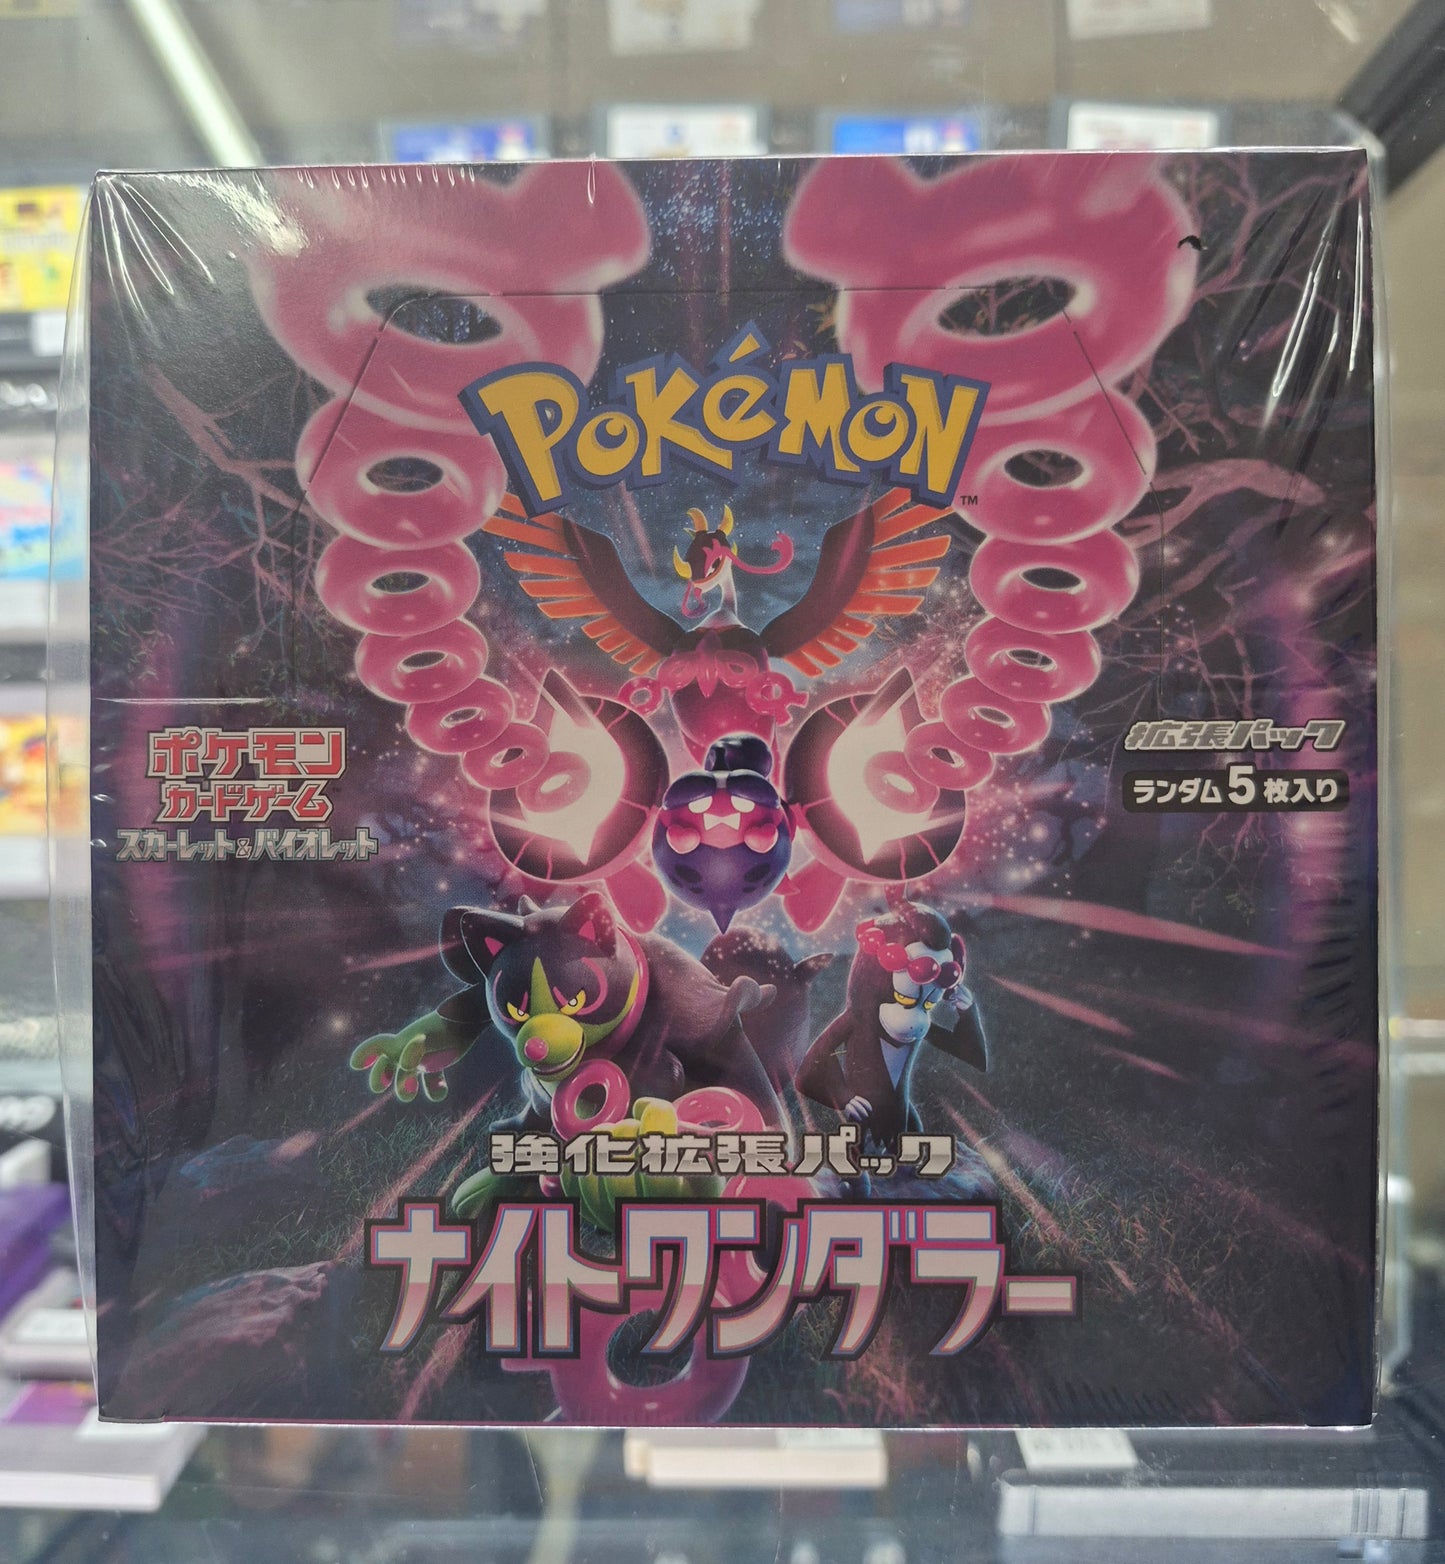 POKéMON
TM
ポケモン
カードゲーム
スカーレット&バイオレット
拡張パック
ランダム5枚入り
強化拡張パック
ナイトワンダラー